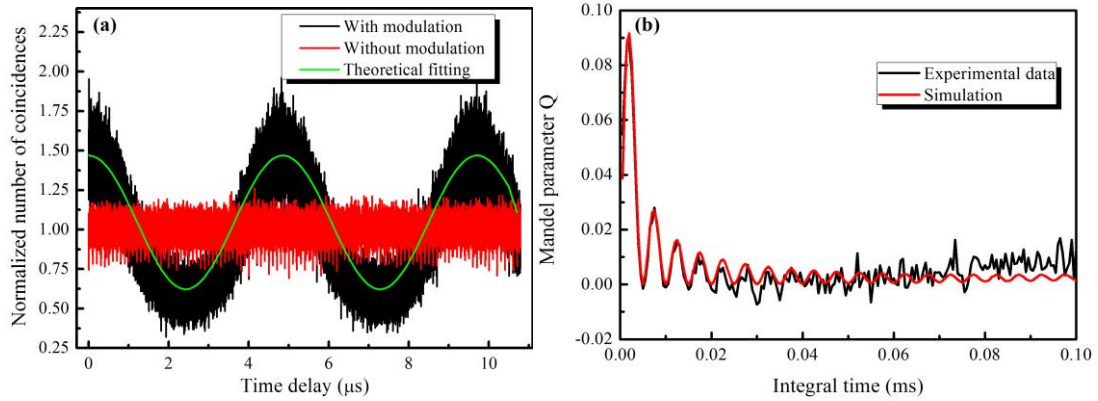 (a)
With modulation
Without modulation
Theoretical fitting
Normalized number of coincidences
2.25
2.00
1.75
1.50
1.25
1.00
0.75
0.50
0.25
0 2 4 6 8 10
Time delay (μs)
(b)
Experimental data
Simulation
Mandel parameter Q
0.10
0.08
0.06
0.04
0.02
0.00
-0.02
0.00 0.02 0.04 0.06 0.08 0.10
Integral time (ms)